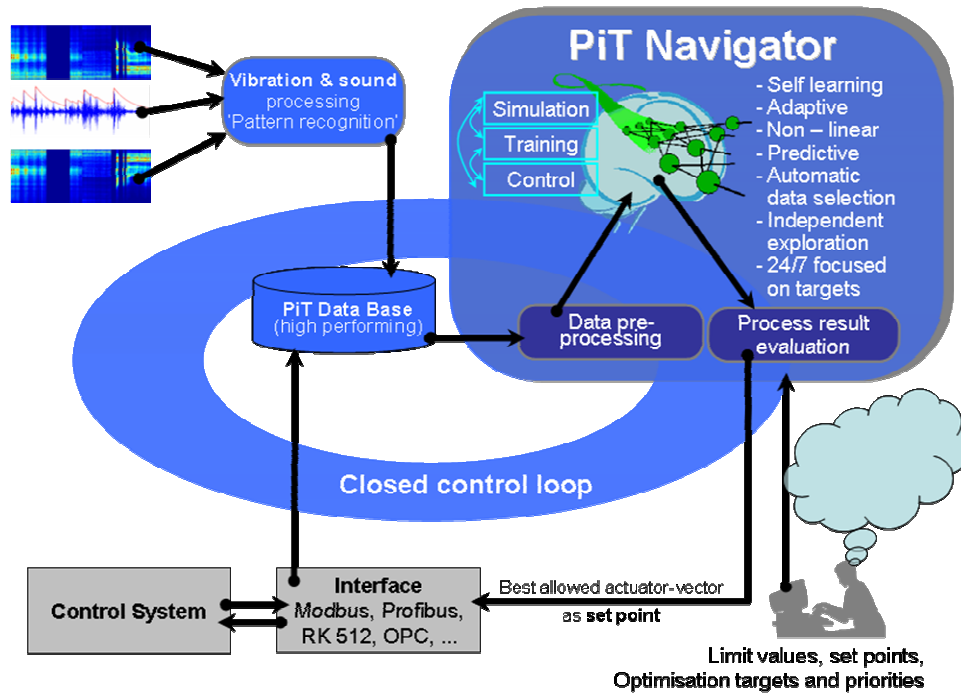 PiT Navigator
Vibration & sound
processing
'Pattern recognition'
Simulation
Training
Control
- Self learning
- Adaptive
- Non – linear
- Predictive
- Automatic
data selection
- Independent
exploration
- 24/7 focused
on targets
PiT Data Base
(high performing)
Data pre-
processing
Process result
evaluation
Closed control loop
Control System
Interface
Modbus, Profibus,
RK 512, OPC, ...
Best allowed actuator-vector
as set point
Limit values, set points,
Optimisation targets and priorities